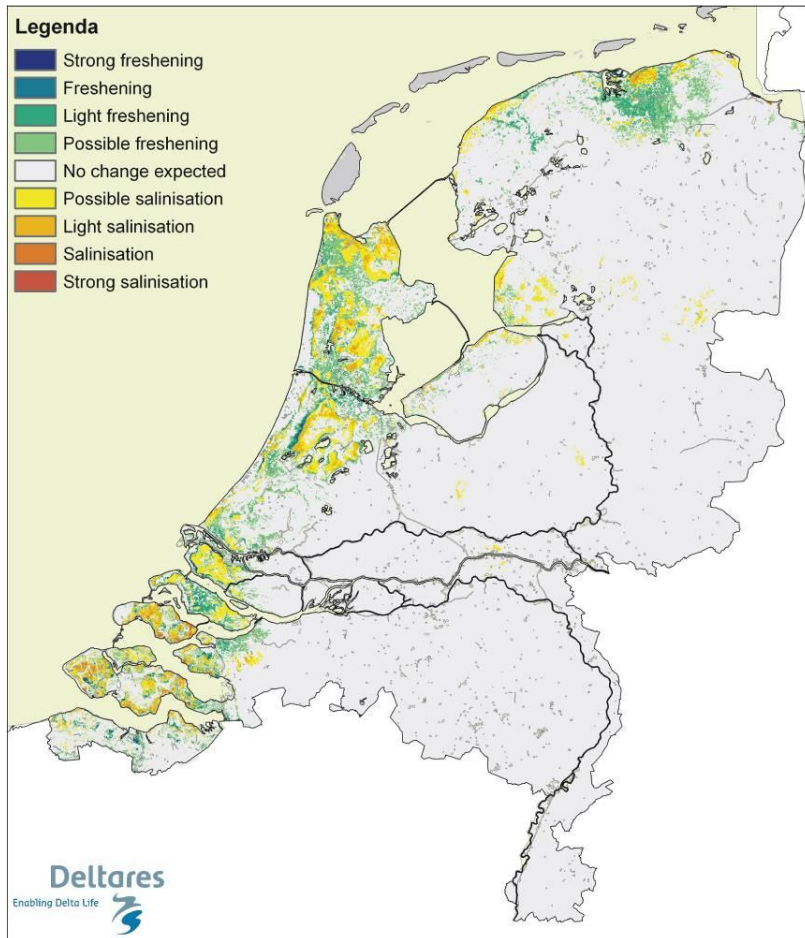 Legenda
Strong freshening
Freshening
Light freshening
Possible freshening
No change expected
Possible salinisation
Light salinisation
Salinisation
Strong salinisation
Deltares
Enabling Delta Life